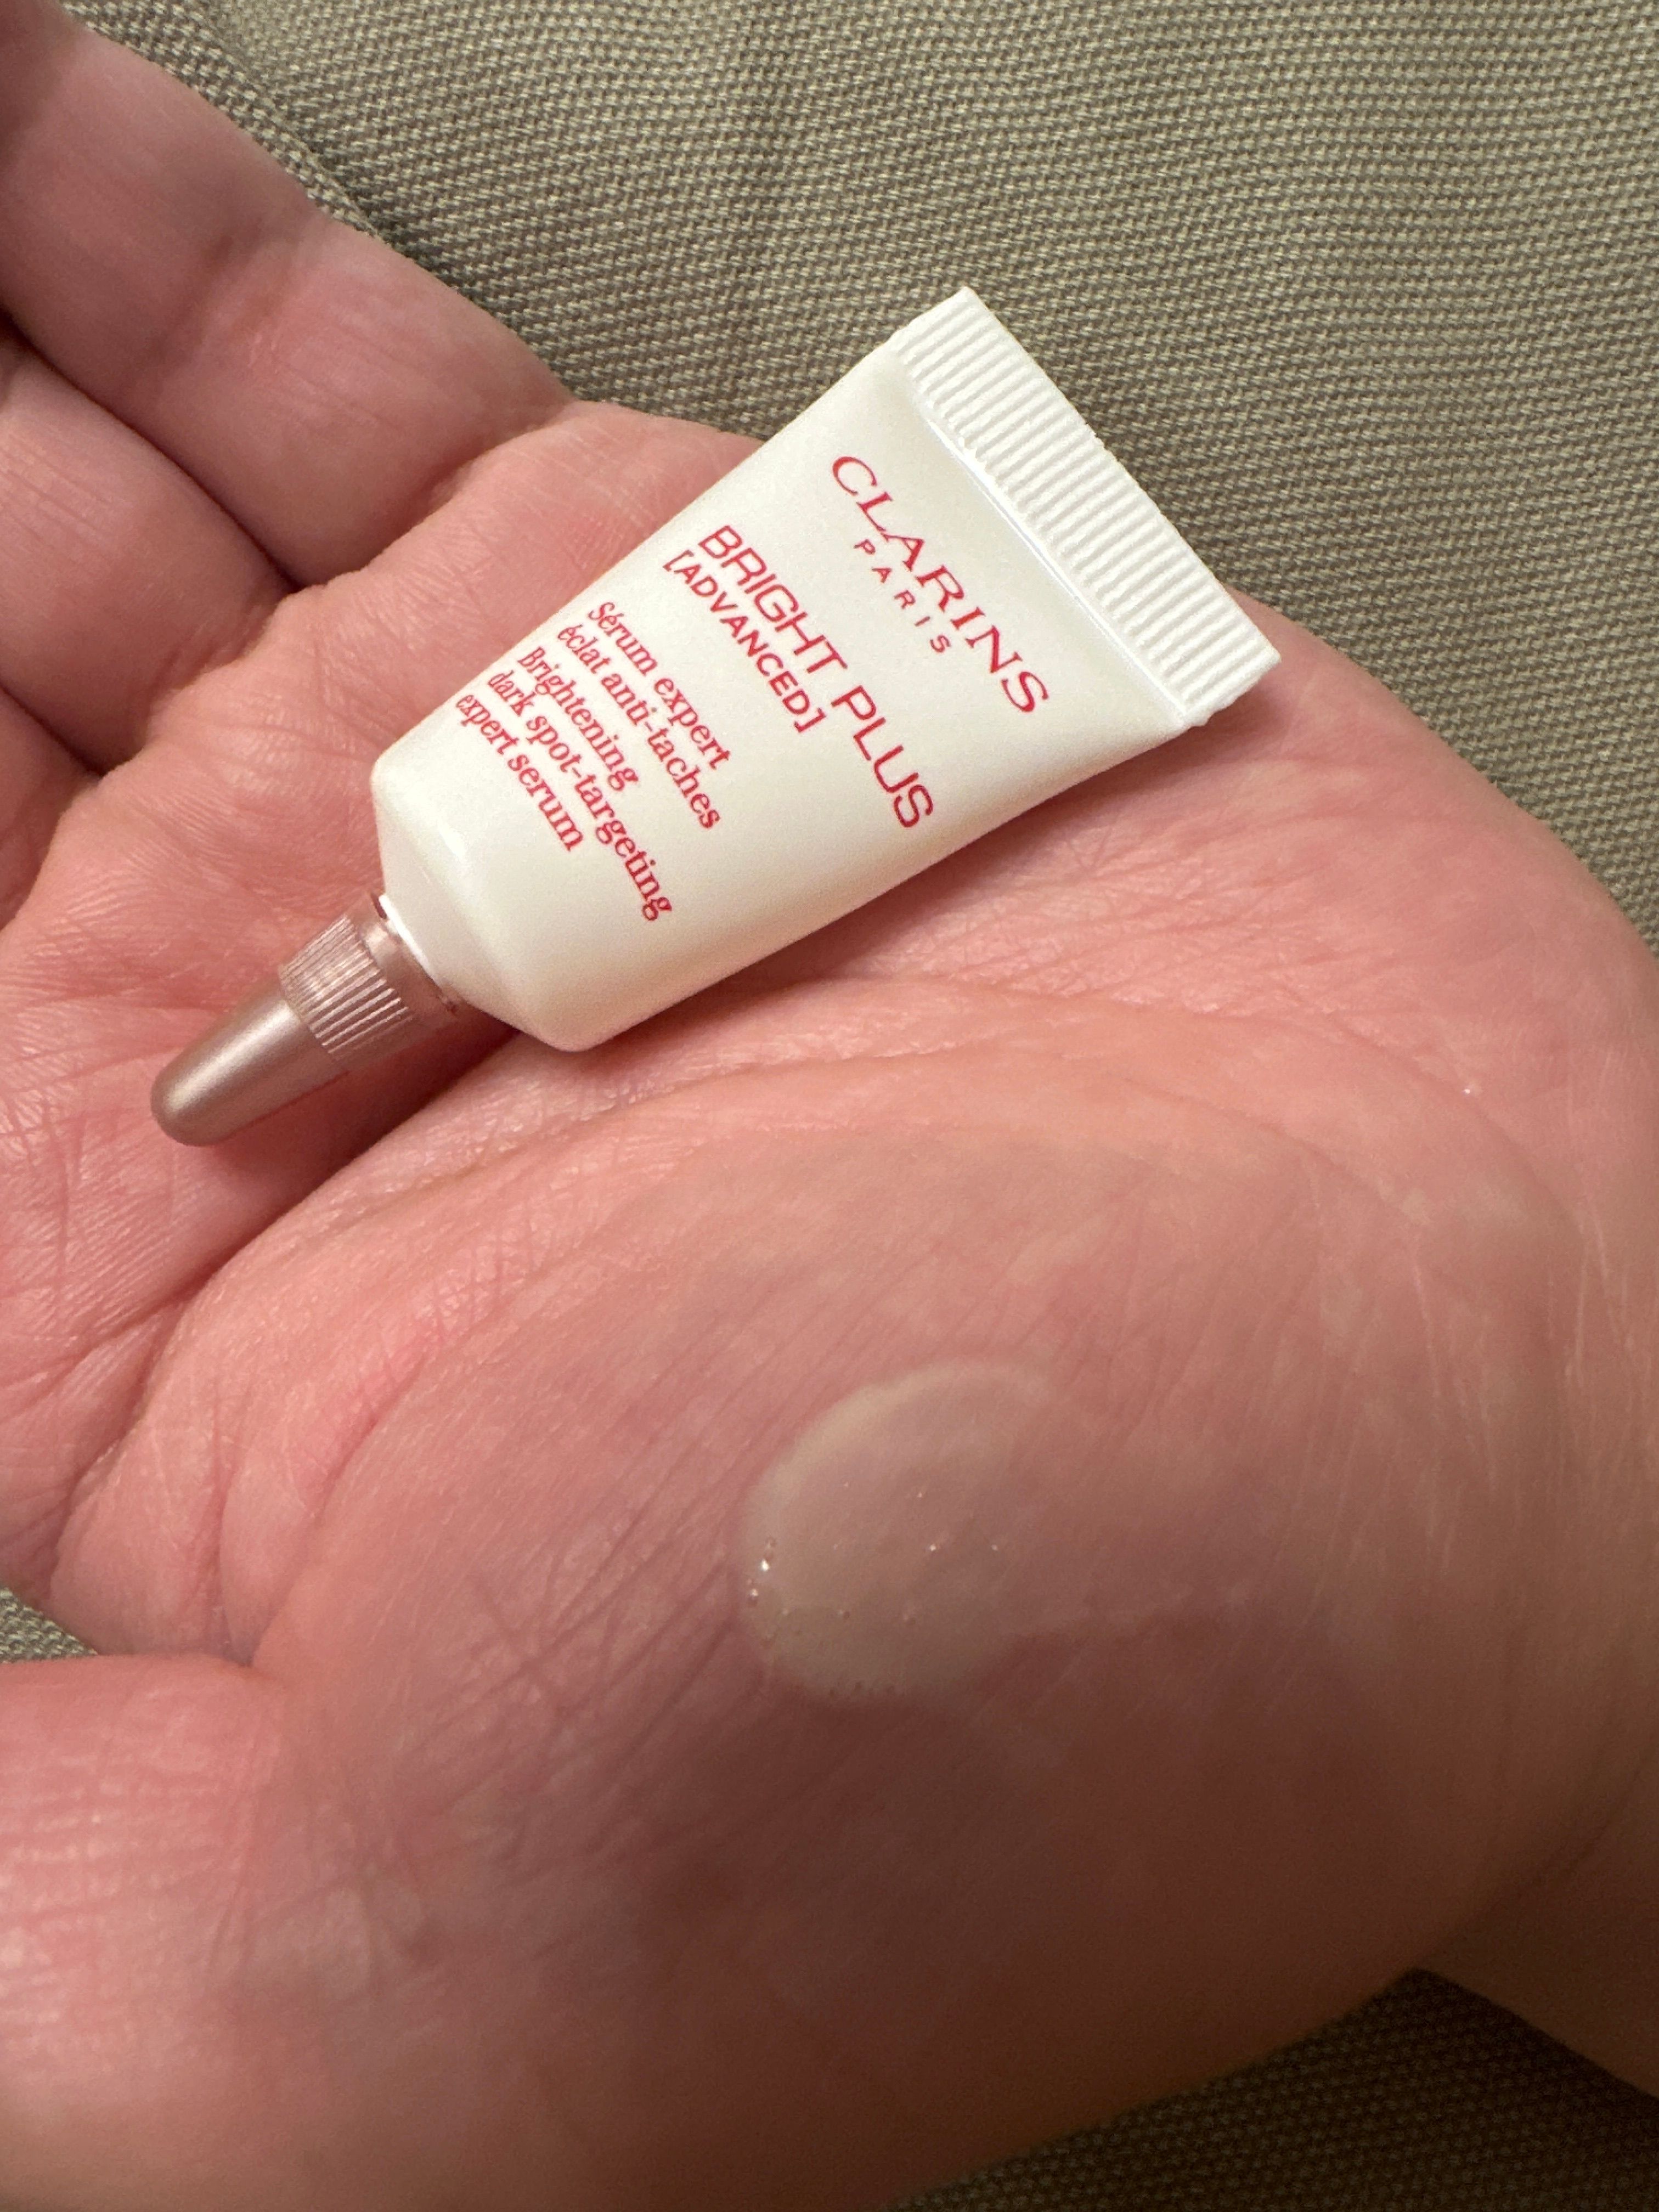 CLARINS
PARIS
BRIGHT PLUS
[ADVANCED]
Sérum expert
éclat anti-taches
Brightening
dark spot-targeting
expert serum